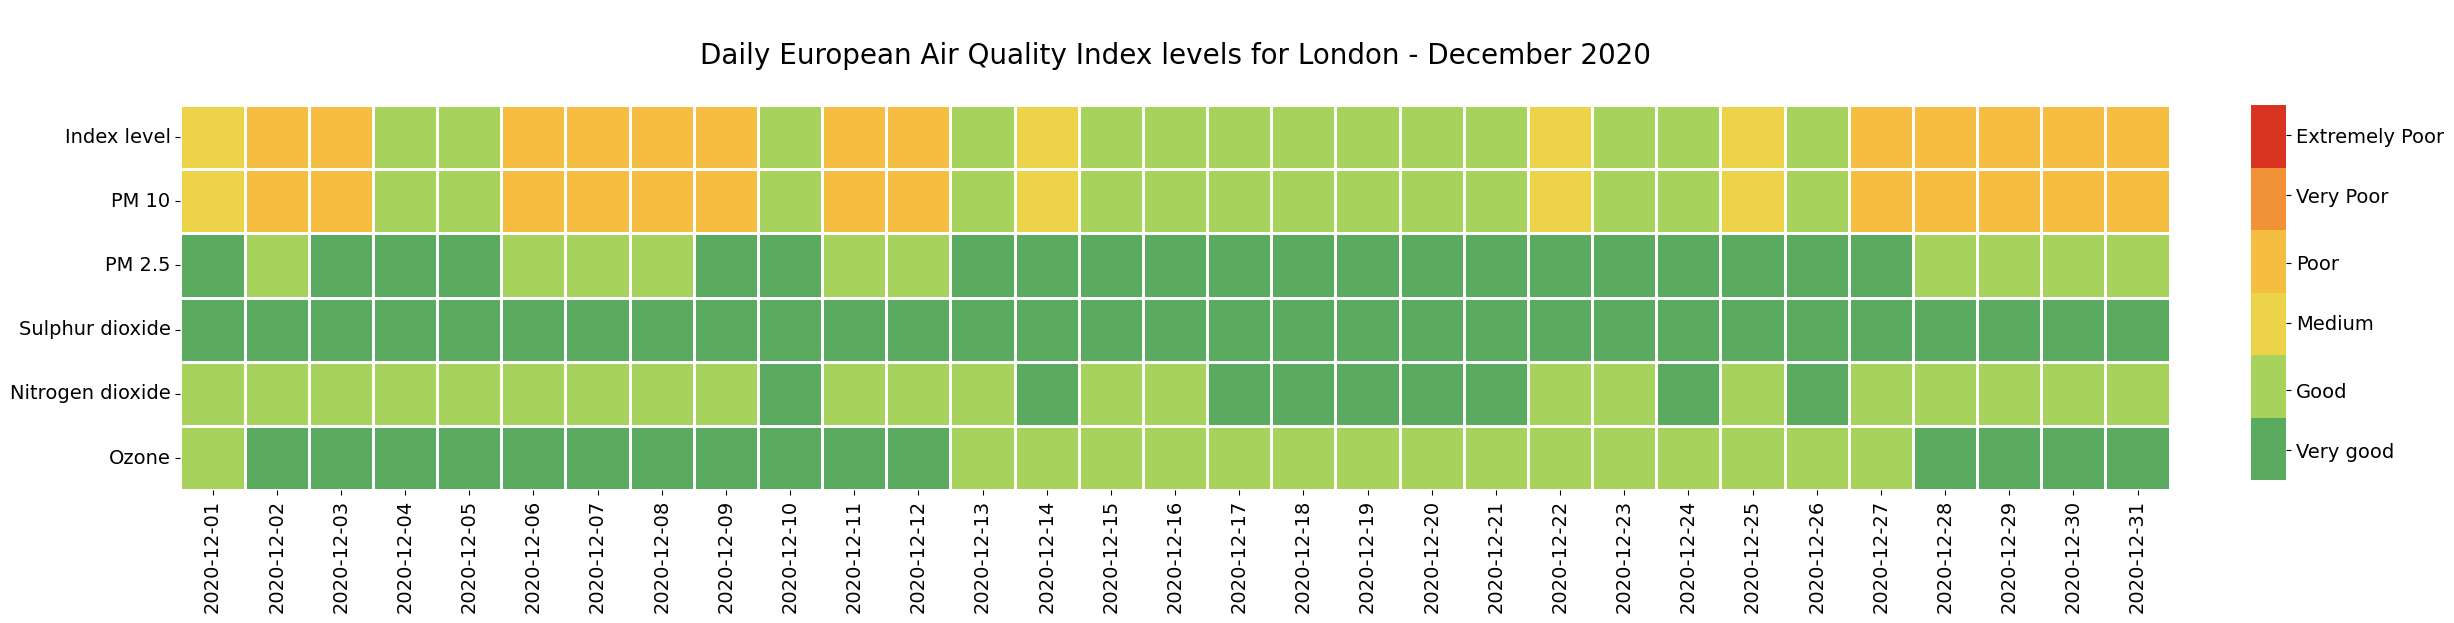 Daily European Air Quality Index levels for London - December 2020
Index level
PM 10
PM 2.5
Sulphur dioxide
Nitrogen dioxide
Ozone
2020-12-01
2020-12-02
2020-12-03
2020-12-04
2020-12-05
2020-12-06
2020-12-07
2020-12-08
2020-12-09
2020-12-10
2020-12-11
2020-12-12
2020-12-13
2020-12-14
2020-12-15
2020-12-16
2020-12-17
2020-12-18
2020-12-19
2020-12-20
2020-12-21
2020-12-22
2020-12-23
2020-12-24
2020-12-25
2020-12-26
2020-12-27
2020-12-28
2020-12-29
2020-12-30
2020-12-31
Extremely Poor
Very Poor
Poor
Medium
Good
Very good